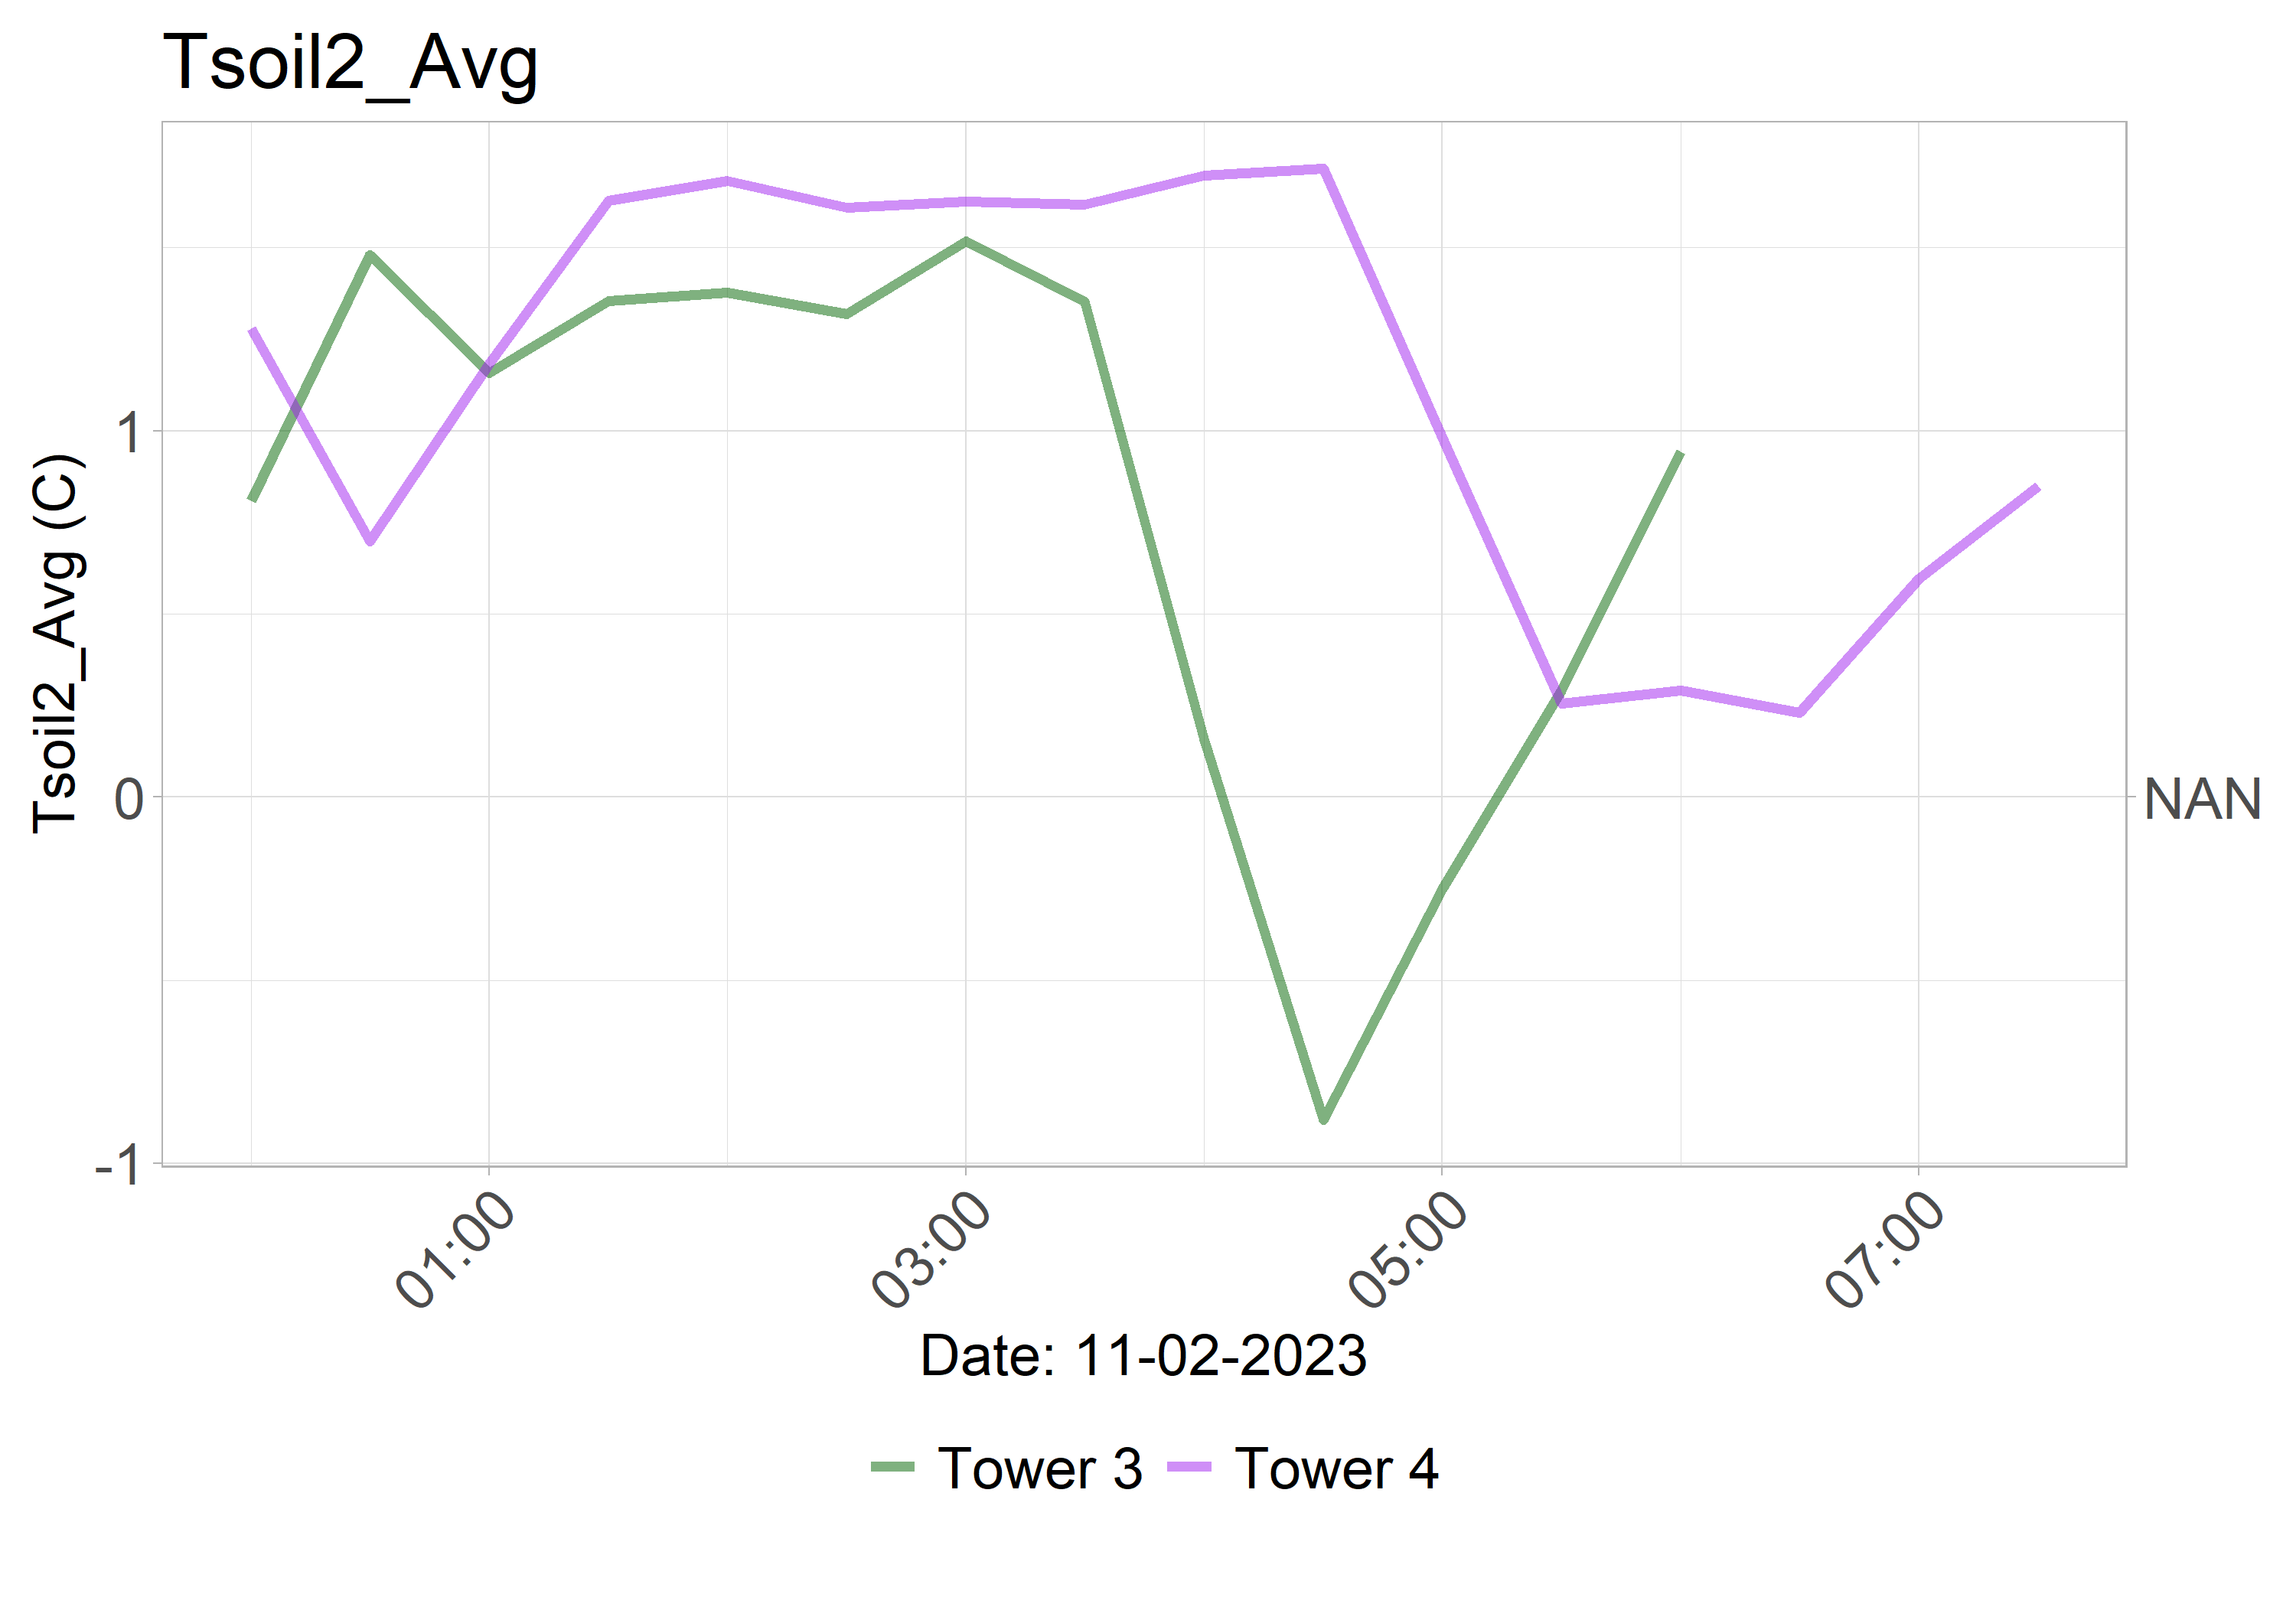 Tsoil2_Avg
Tsoil2_Avg (C)
1
0
-1
NAN
01:00
03:00
05:00
07:00
Date: 11-02-2023
Tower 3
Tower 4